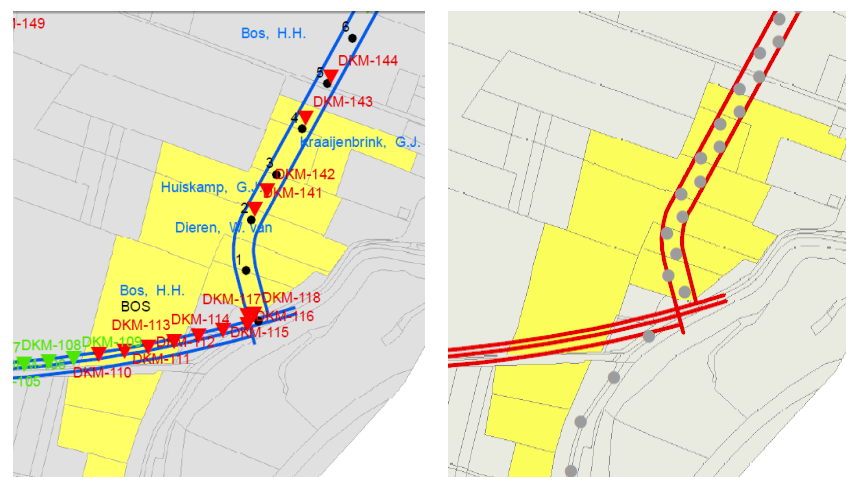 1-149
Bos, H.H.
6
DKM-144
5
DKM-143
4
Kraaijenbrink, G.J.
3
DKM-142
Huiskamp, G.J.
DKM-141
2
Dieren, W. van
1
Bos, H.H.
BOS
DKM-117
DKM-118
DKM-116
DKM-113
DKM-114
DKM-115
7
DKM-108
DKM-109
DKM-112
DKM-111
DKM-110
-105